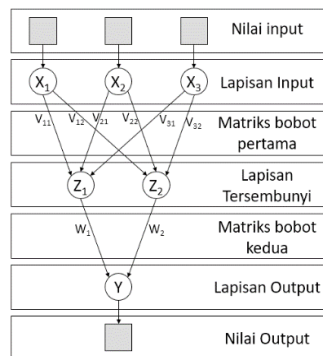 Nilai input
X1 X2 X3
Lapisan Input
V11 V12 V21 V22 V31 V32
Matriks bobot
pertama
Z1 Z2
Lapisan
Tersembunyi
W1 W2
Matriks bobot
kedua
Y
Lapisan Output
Nilai Output